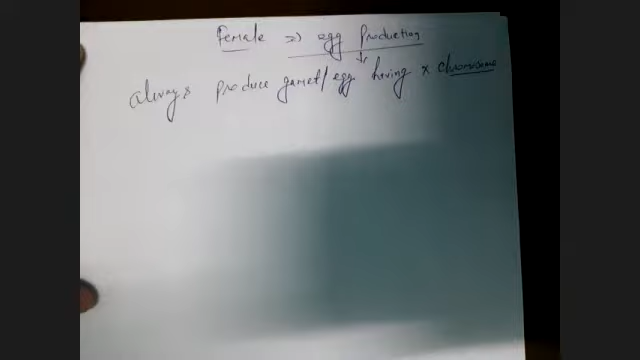 Female => egg Production
always produce gamet/egg having x chromosome